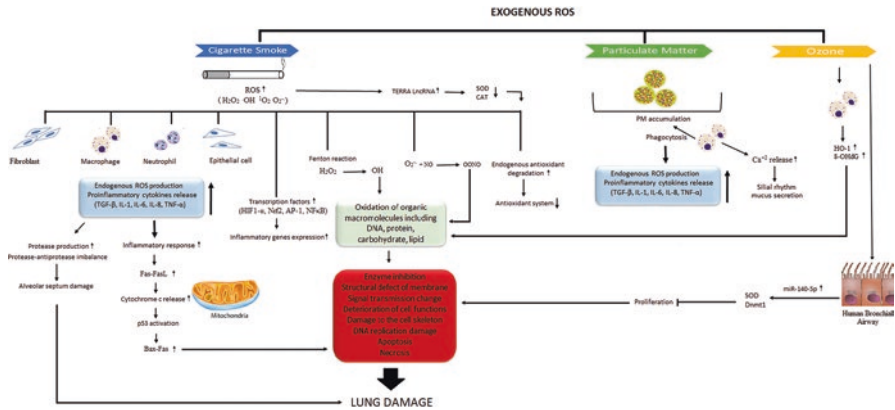 EXOGENOUS ROS
Cigarette Smoke
Particulate Matter
Ozone
ROS ↑
(H₂O₂ ·OH ¹O₂ O₂·⁻)
TERRA LncRNA ↑
SOD
CAT ↓
PM accumulation
Phagocytosis
Ca⁺² release ↑
Silial rhythm
mucus secretion
HO-1 ↑
8-OHdG ↑
Fibroblast
Macrophage
Neutrophil
Epithelial cell
Fenton reaction
H₂O₂
OH
Endogenous antioxidant
degradation ↑
Antioxidant system ↓
Endogenous ROS production
Proinflammatory cytokines release
(TGF-β, IL-1, IL-6, IL-8, TNF-α)
Endogenous ROS production
Proinflammatory cytokines release
(TGF-β, IL-1, IL-6, IL-8, TNF-α)
Transcription factors ↑
(HIF1-α, Nrf2, AP-1, NFκB)
Inflammatory genes expression ↑
Oxidation of organic
macromolecules including
DNA, protein,
carbohydrate, lipid
Protease production ↑
Protease-antiprotease imbalance
Alveolar septum damage
Inflammatory response ↑
Fas-FasL ↑
Cytochrome c release ↑
p53 activation
Bax-Fas ↑
Mitochondria
Enzyme inhibition
Structural defect of membrane
Signal transmission change
Deterioration of cell functions
Damage to the cell skeleton
DNA replication damage
Apoptosis
Necrosis
Proliferation
SOD
Dnmt1
miR-140-5p ↑
Human Bronchiall
Airway
LUNG DAMAGE